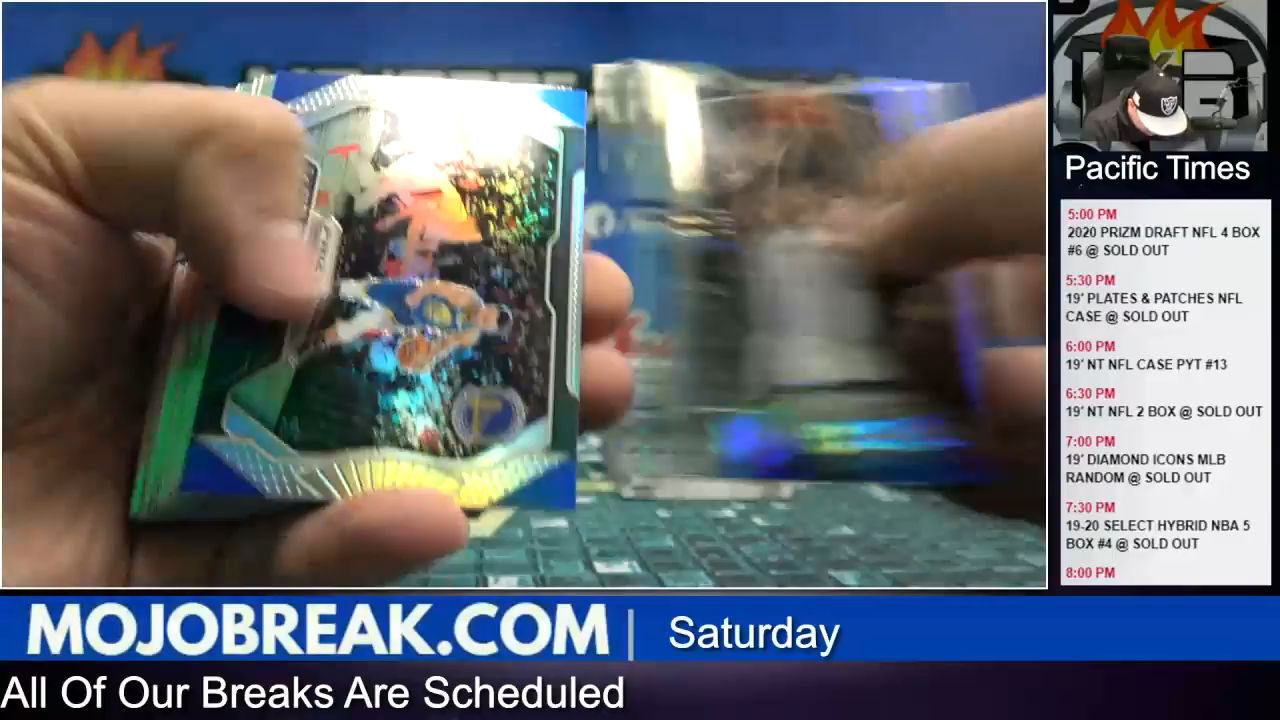 Pacific Times
5:00 PM
2020 PRIZM DRAFT NFL 4 BOX
#6 @ SOLD OUT
5:30 PM
19' PLATES & PATCHES NFL
CASE @ SOLD OUT
6:00 PM
19' NT NFL CASE PYT #13
6:30 PM
19' NT NFL 2 BOX @ SOLD OUT
7:00 PM
19' DIAMOND ICONS MLB
RANDOM @ SOLD OUT
7:30 PM
19-20 SELECT HYBRID NBA 5
BOX #4 @ SOLD OUT
8:00 PM
MOJOBREAK.COM | Saturday
All Of Our Breaks Are Scheduled